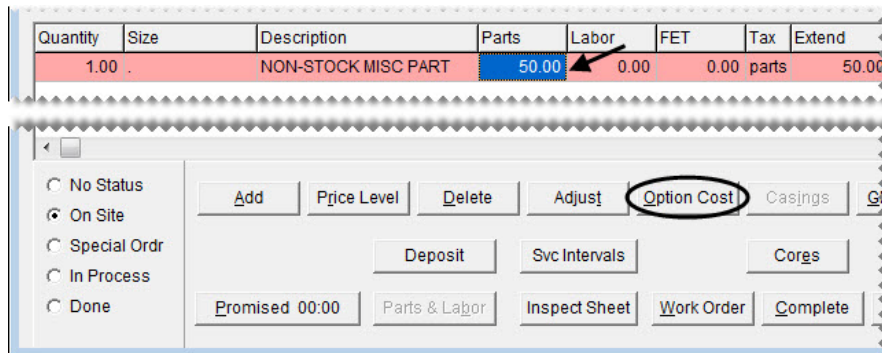 Quantity Size Description Parts Labor FET Tax Extend
1.00 . NON-STOCK MISC PART 50.00 0.00 0.00 parts 50.00
No Status
On Site
Special Ordr
In Process
Done
Add Price Level Delete Adjust Option Cost Casings
Deposit Svc Intervals Cores
Promised 00:00 Parts & Labor Inspect Sheet Work Order Complete